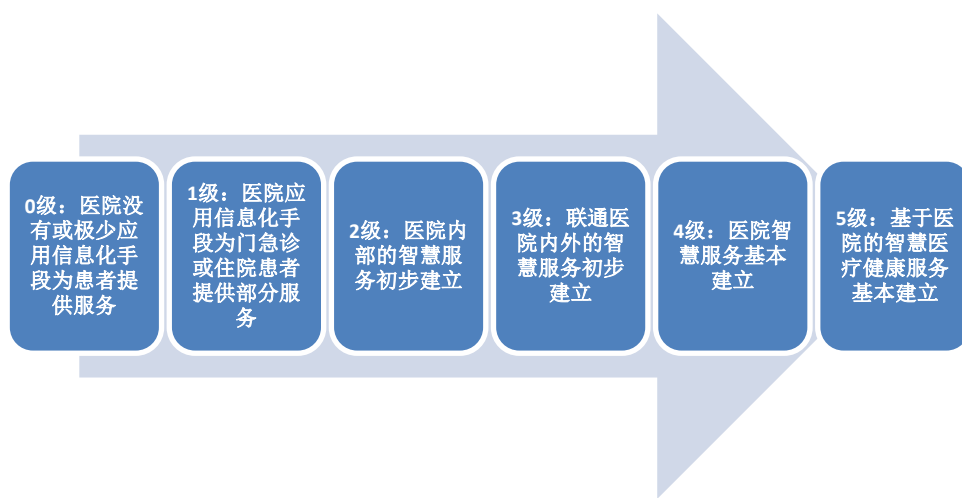 0级：医院没
有或极少应
用信息化手
段为患者提
供服务
1级：医院应
用信息化手
段为门急诊
或住院患者
提供部分服
务
2级：医院内
部的智慧服
务初步建立
3级：联通医
院内外的智
慧服务初步
建立
4级：医院智
慧服务基本
建立
5级：基于医
院的智慧医
疗健康服务
基本建立